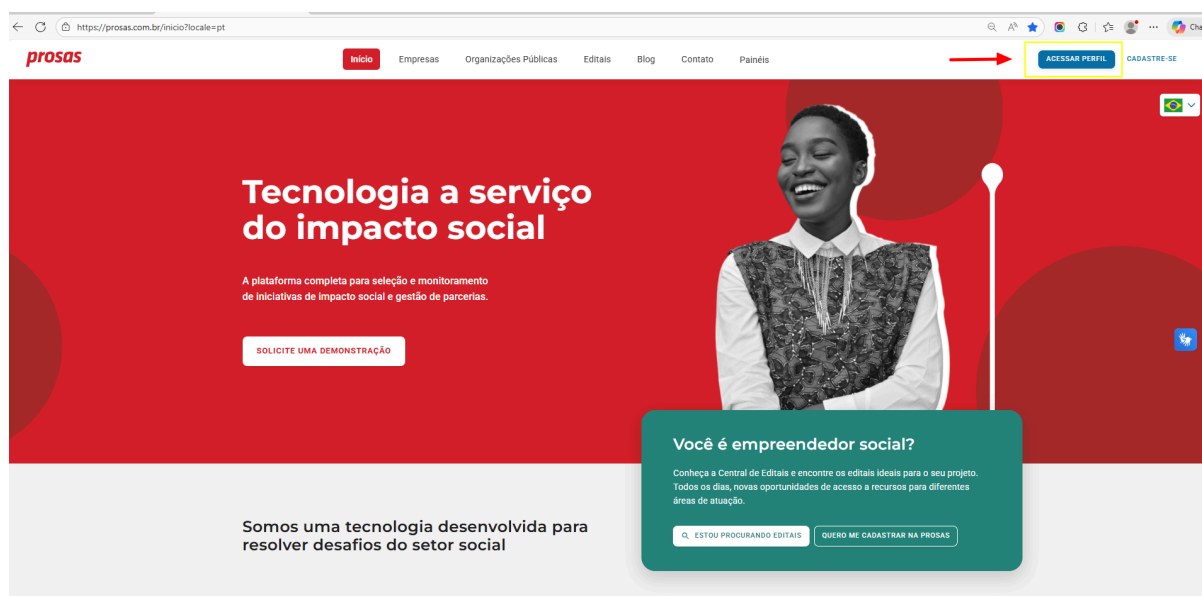 https://prosas.com.br/inicio?locale=pt
prosas
Início
Empresas
Organizações Públicas
Editais
Blog
Contato
Painéis
ACESSAR PERFIL
CADASTRE-SE
Tecnologia a serviço
do impacto social
A plataforma completa para seleção e monitoramento
de iniciativas de impacto social e gestão de parcerias.
SOLICITE UMA DEMONSTRAÇÃO
Você é empreendedor social?
Conheça a Central de Editais e encontre os editais ideais para o seu projeto.
Todos os dias, novas oportunidades de acesso a recursos para diferentes
áreas de atuação.
ESTOU PROCURANDO EDITAIS
QUERO ME CADASTRAR NA PROSAS
Somos uma tecnologia desenvolvida para
resolver desafios do setor social